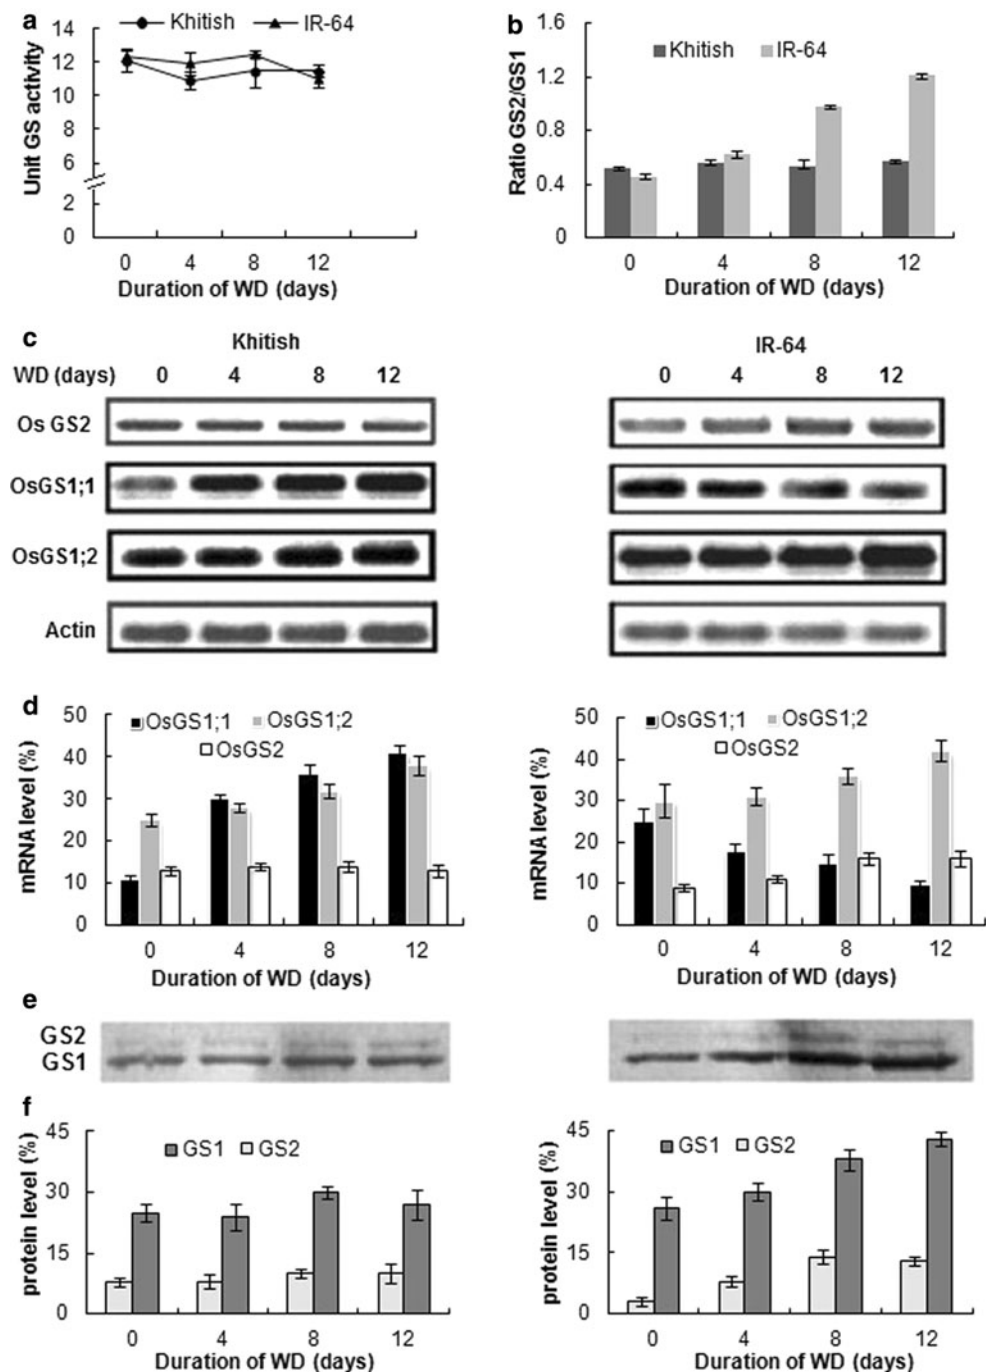 a
Khitish IR-64
Unit GS activity
14
12
10
8
6
2
0
0 4 8 12
Duration of WD (days)
b
Khitish IR-64
Ratio GS2/GS1
1.6
1.2
0.8
0.4
0
0 4 8 12
Duration of WD (days)
c
Khitish
WD (days) 0 4 8 12
IR-64
0 4 8 12
Os GS2
OsGS1;1
OsGS1;2
Actin
d
OsGS1;1 OsGS1;2
OsGS2
mRNA level (%)
50
40
30
20
10
0
0 4 8 12
Duration of WD (days)
OsGS1;1 OsGS1;2
OsGS2
mRNA level (%)
50
40
30
20
10
0
0 4 8 12
Duration of WD (days)
e
GS2
GS1
f
GS1 GS2
protein level (%)
45
30
15
0
0 4 8 12
Duration of WD (days)
GS1 GS2
protein level (%)
45
30
15
0
0 4 8 12
Duration of WD (days)